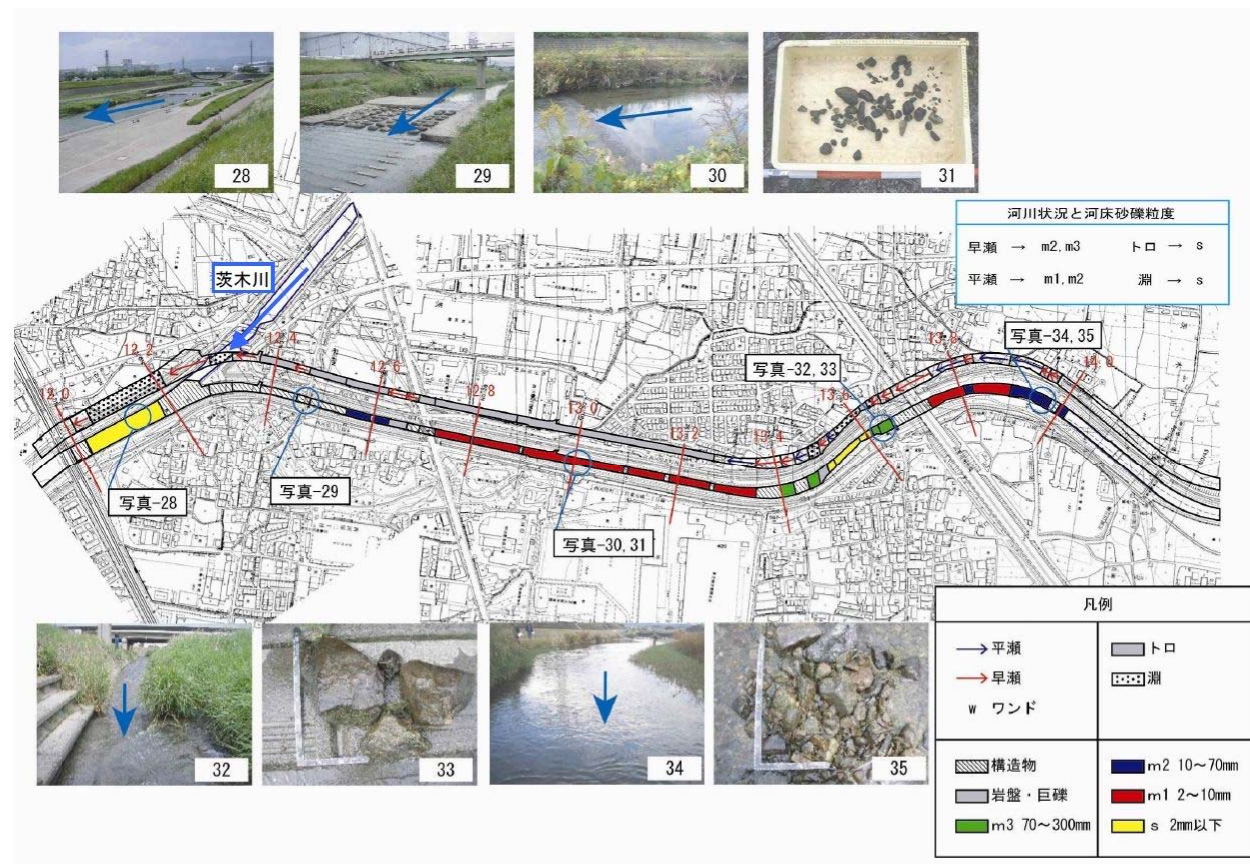 28
29
30
31
河川状況と河床砂礫粒度
早瀬 → m2,m3 トロ → s
平瀬 → m1,m2 淵 → s
茨木川
写真-34,35
写真-32,33
12.0
12.2
12.4
12.6
12.8
13.0
13.2
13.4
13.6
13.8
14.0
写真-28
写真-29
写真-30,31
凡例
平瀬
早瀬
w ワンド
トロ
淵
構造物
岩盤・巨礫
m3 70～300mm
m2 10～70mm
m1 2～10mm
s 2mm以下
32
33
34
35